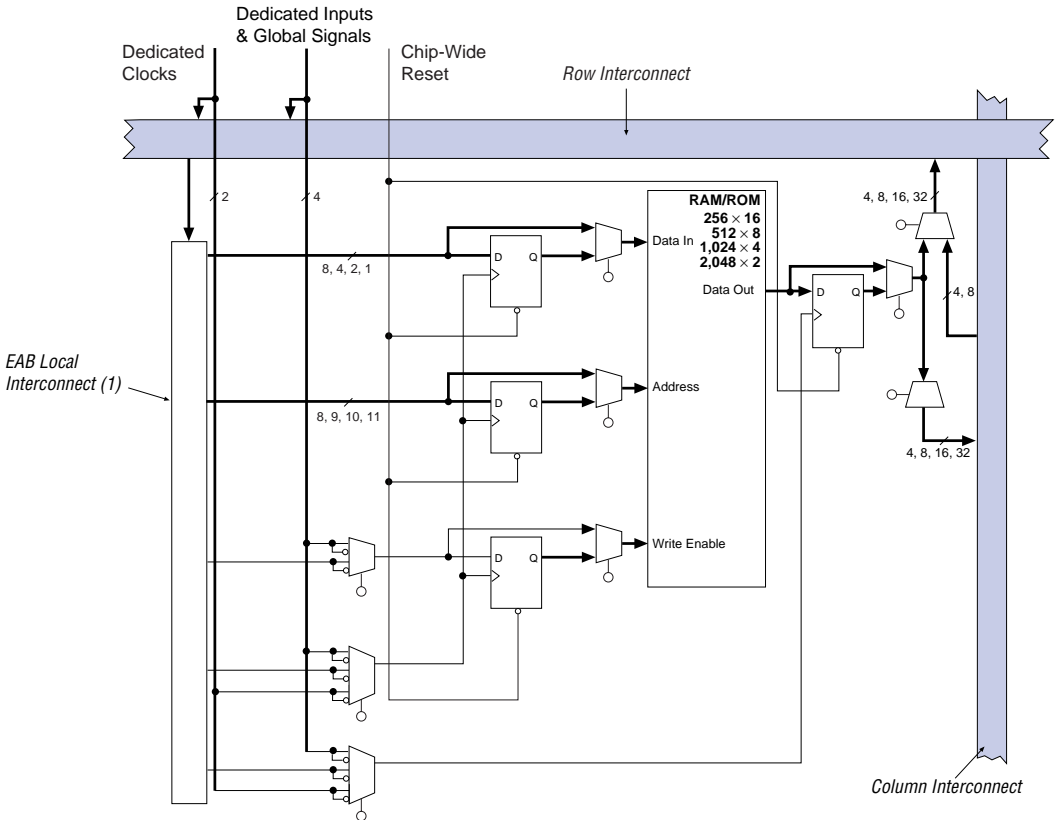 Dedicated Inputs
& Global Signals
Dedicated
Clocks
Chip-Wide
Reset
Row Interconnect
2
4
RAM/ROM
256 × 16
512 × 8
1,024 × 4
2,048 × 2
4, 8, 16, 32
Data In
D
Q
8, 4, 2, 1
Data Out
D
Q
4, 8
EAB Local
Interconnect (1)
Address
D
Q
8, 9, 10, 11
4, 8, 16, 32
Write Enable
D
Q
Column Interconnect